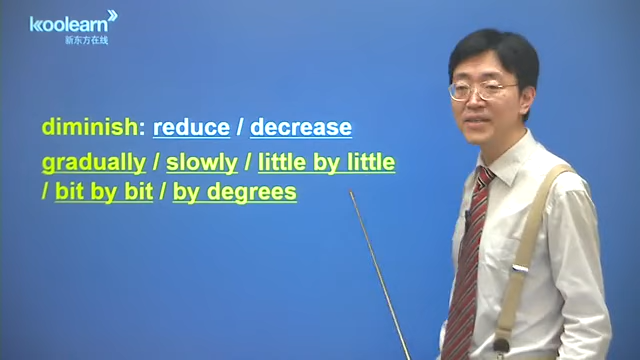 koolearn
新东方在线
diminish: reduce / decrease
gradually / slowly / little by little
/ bit by bit / by degrees